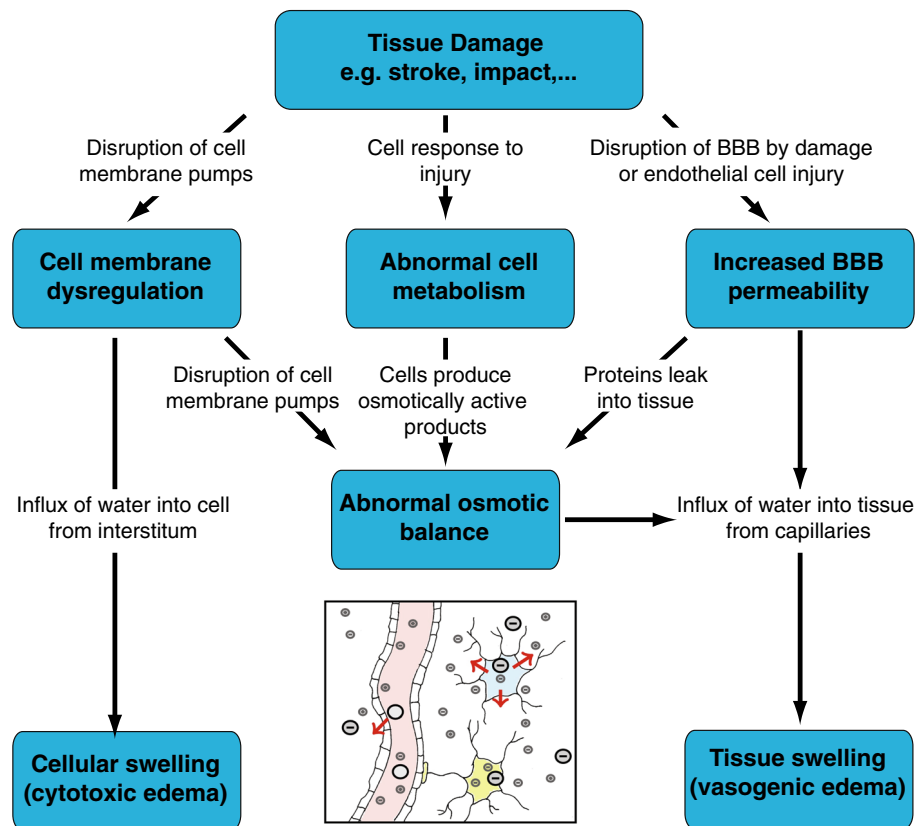 Tissue Damage
e.g. stroke, impact,...
Disruption of cell
membrane pumps
Cell response to
injury
Disruption of BBB by damage
or endothelial cell injury
Cell membrane
dysregulation
Abnormal cell
metabolism
Increased BBB
permeability
Disruption of cell
membrane pumps
Cells produce
osmotically active
products
Proteins leak
into tissue
Influx of water into cell
from interstitum
Abnormal osmotic
balance
Influx of water into tissue
from capillaries
Cellular swelling
(cytotoxic edema)
Tissue swelling
(vasogenic edema)